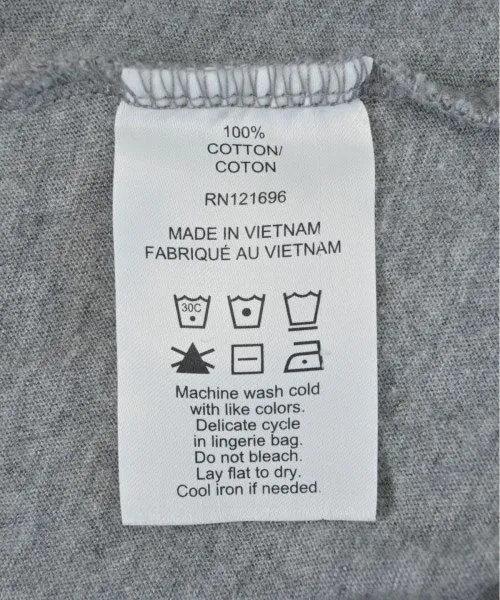 100%
COTTON/
COTON
RN121696
MADE IN VIETNAM
FABRIQUÉ AU VIETNAM
30C
Machine wash cold
with like colors.
Delicate cycle
in lingerie bag.
Do not bleach.
Lay flat to dry.
Cool iron if needed.